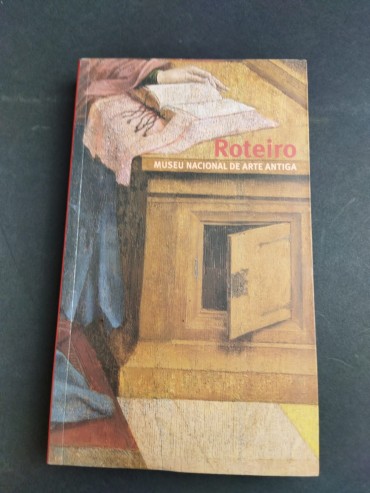 Roteiro
MUSEU NACIONAL DE ARTE ANTIGA